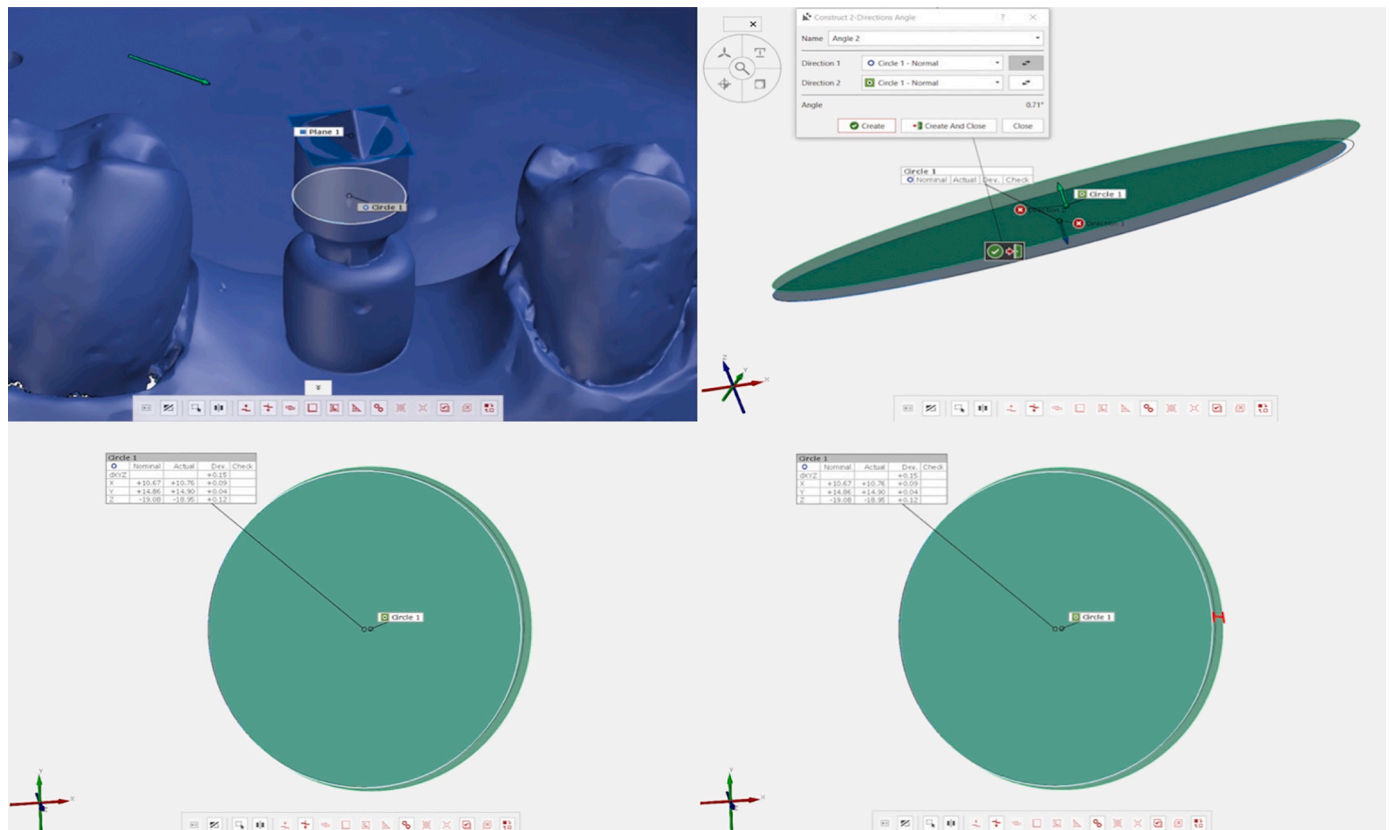 Plane 1
Circle 1
Construct 2-Directions Angle
Name Angle 2
Direction 1 Circle 1 - Normal
Direction 2 Circle 1 - Normal
Angle 0.71°
Create Create And Close Close
Circle 1
Nominal Actual Dev. Check
Circle 1
Z
Y
X
Circle 1
Nominal Actual Dev. Check
dXYZ +0.15
X +10.67 +10.76 +0.09
Y +14.86 +14.90 +0.04
Z -19.08 -18.95 +0.12
Circle 1
Y
X
Circle 1
Nominal Actual Dev. Check
dXYZ +0.15
X +10.67 +10.76 +0.09
Y +14.86 +14.90 +0.04
Z -19.08 -18.95 +0.12
Circle 1
Y
X